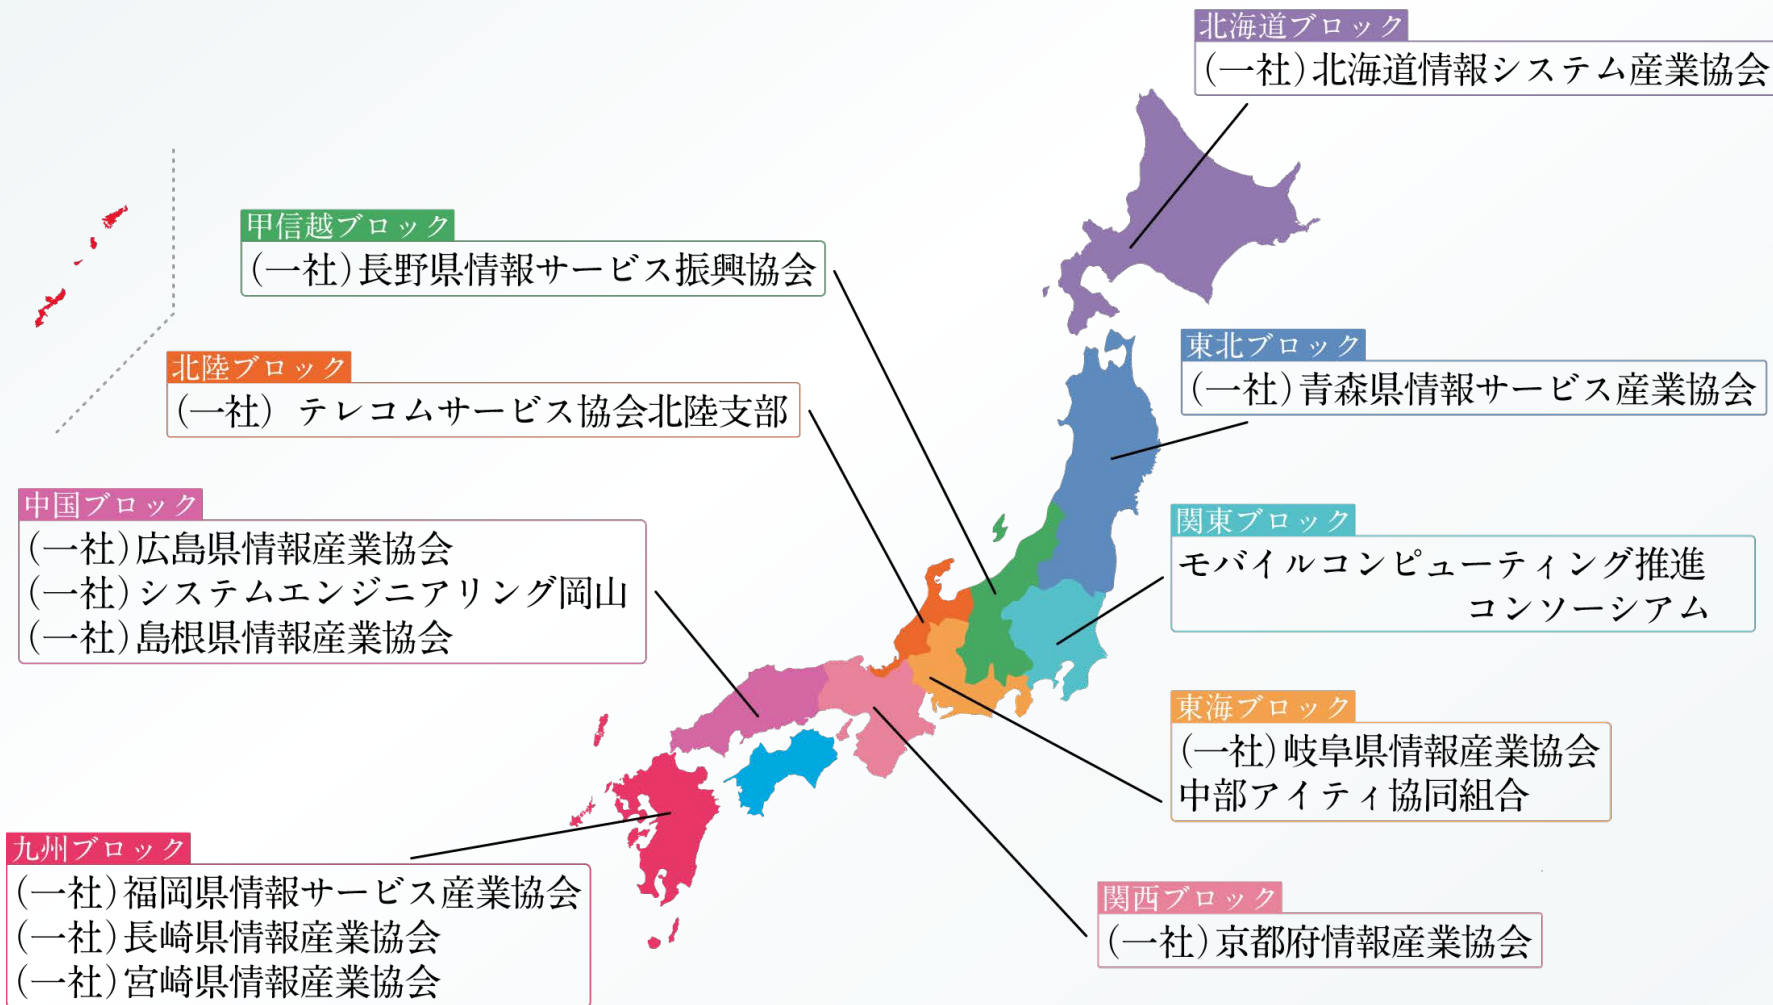 北海道ブロック
(一社)北海道情報システム産業協会
甲信越ブロック
(一社)長野県情報サービス振興協会
東北ブロック
(一社)青森県情報サービス産業協会
北陸ブロック
(一社) テレコムサービス協会北陸支部
中国ブロック
(一社)広島県情報産業協会
(一社)システムエンジニアリング岡山
(一社)島根県情報産業協会
関東ブロック
モバイルコンピューティング推進
コンソーシアム
東海ブロック
(一社)岐阜県情報産業協会
中部アイティ協同組合
九州ブロック
(一社)福岡県情報サービス産業協会
(一社)長崎県情報産業協会
(一社)宮崎県情報産業協会
関西ブロック
(一社)京都府情報産業協会